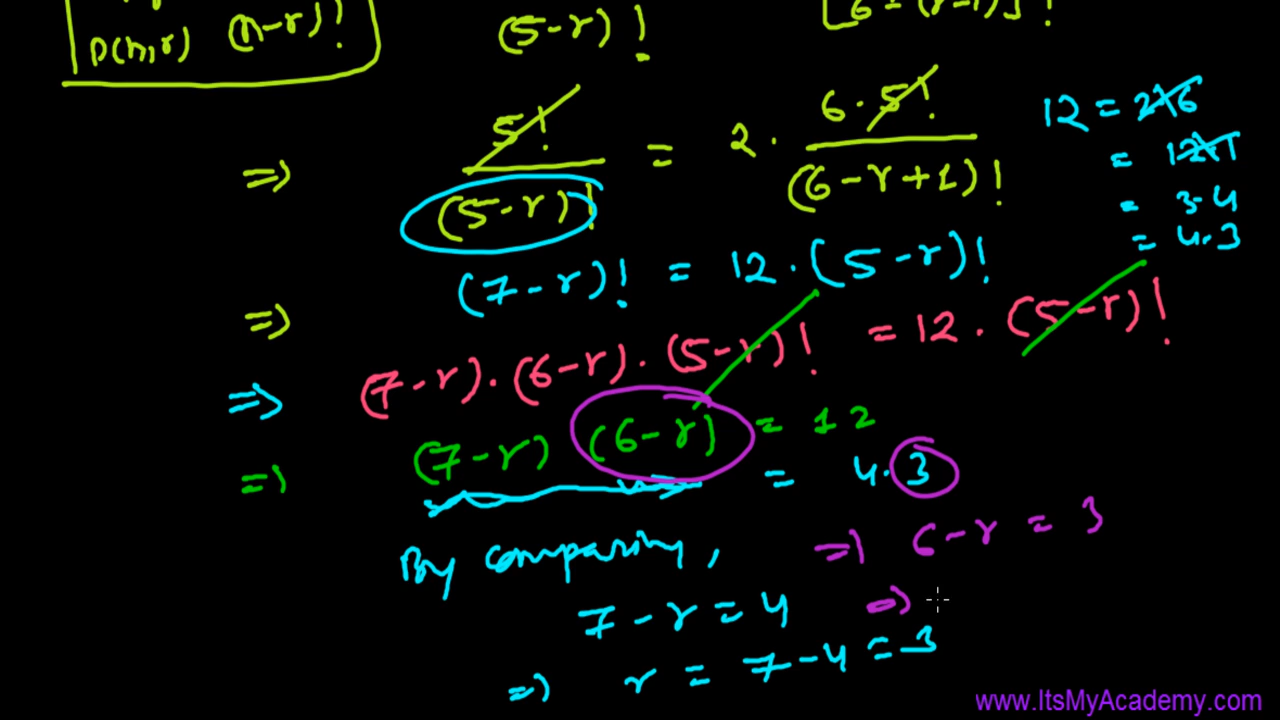 P(n,r) (n-r)!
(5-r)!
[6-(r-1)]!
=> 5! / (5-r)! = 2 · 6·5! / (6-r+1)!
12 = 2×6
= 12×1
= 3·4
= 4·3
=> (7-r)! = 12·(5-r)!
=> (7-r)·(6-r)·(5-r)! = 12·(5-r)!
=> (7-r) (6-r) = 12
= 4·3
By comparing,
=> 6-r = 3
7-r = 4
=>
=> r = 7-4 = 3
www.ItsMyAcademy.com